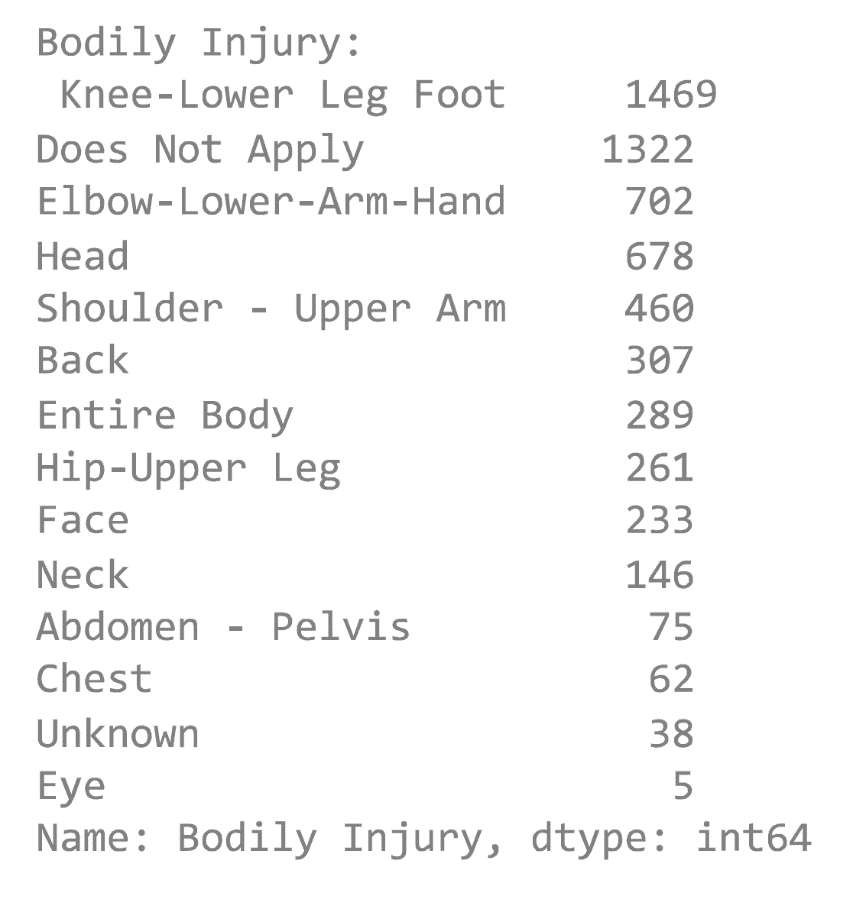 Bodily Injury:
 Knee-Lower Leg Foot     1469
Does Not Apply          1322
Elbow-Lower-Arm-Hand     702
Head                     678
Shoulder - Upper Arm     460
Back                     307
Entire Body              289
Hip-Upper Leg            261
Face                     233
Neck                     146
Abdomen - Pelvis          75
Chest                     62
Unknown                   38
Eye                        5
Name: Bodily Injury, dtype: int64